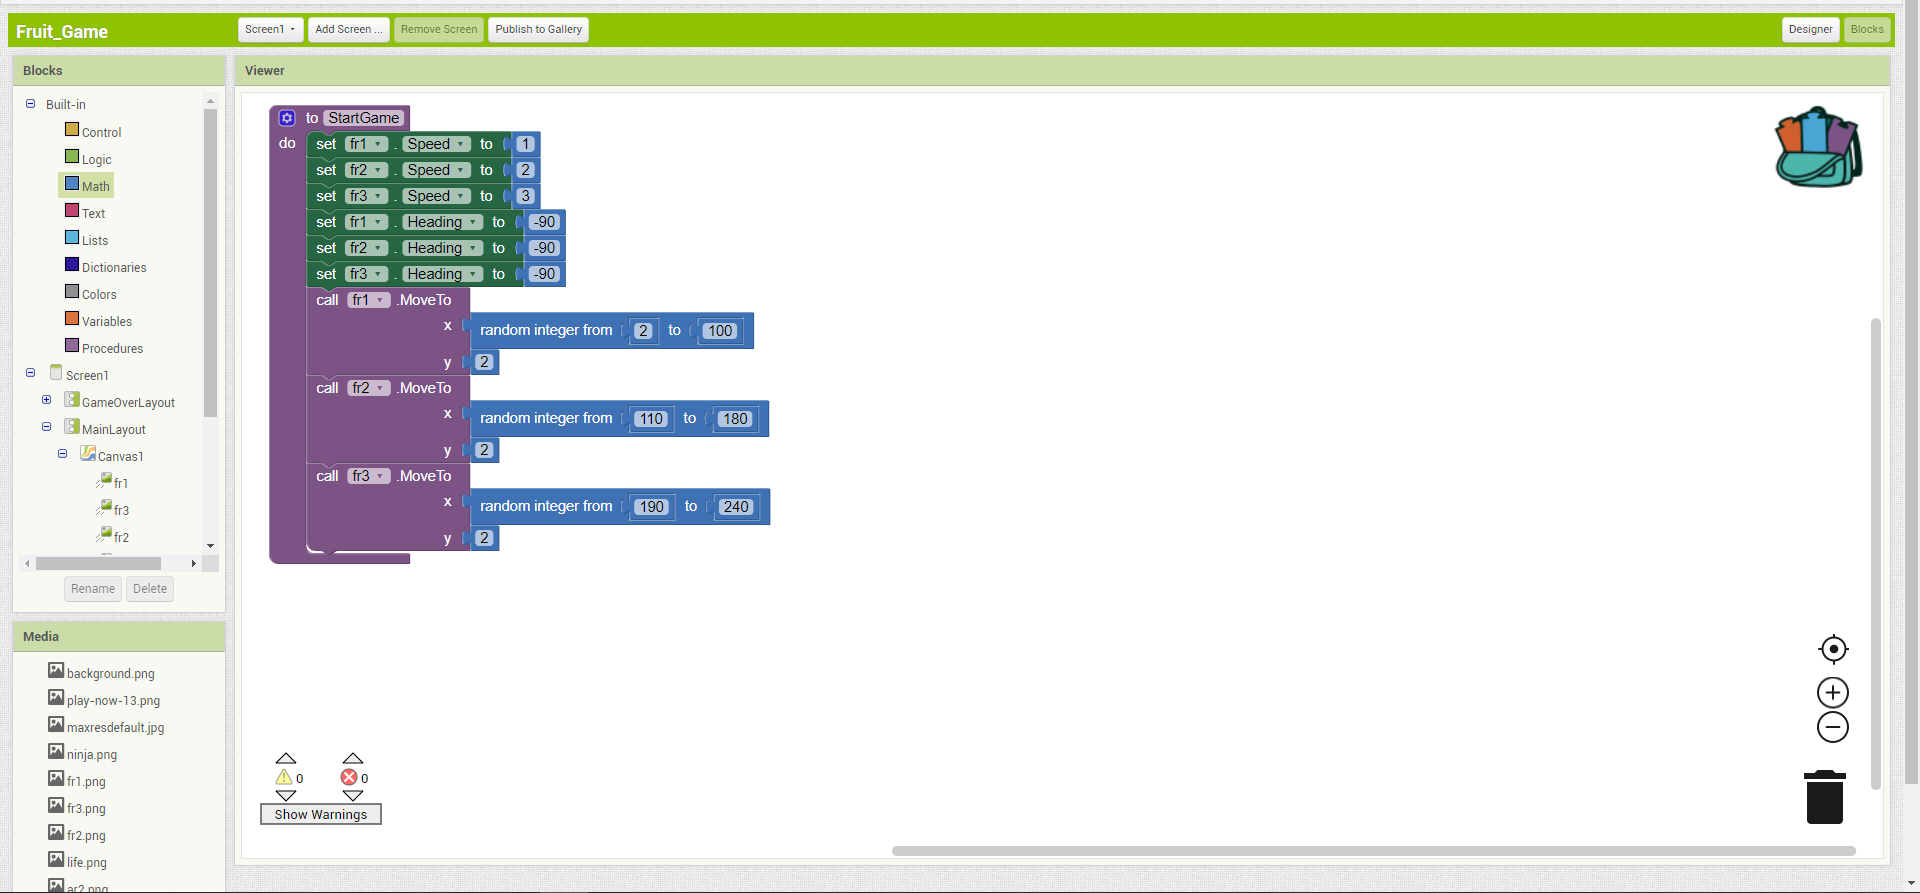 Fruit_Game
Screen1
Add Screen ...
Remove Screen
Publish to Gallery
Designer
Blocks
Blocks
Built-in
Control
Logic
Math
Text
Lists
Dictionaries
Colors
Variables
Procedures
Screen1
GameOverLayout
MainLayout
Canvas1
fr1
fr3
fr2
Rename
Delete
Media
background.png
play-now-13.png
maxresdefault.jpg
ninja.png
fr1.png
fr3.png
fr2.png
life.png
ar2.png
Viewer
to StartGame
do set fr1 . Speed to 1
set fr2 . Speed to 2
set fr3 . Speed to 3
set fr1 . Heading to -90
set fr2 . Heading to -90
set fr3 . Heading to -90
call fr1 .MoveTo
x random integer from 2 to 100
y 2
call fr2 .MoveTo
x random integer from 110 to 180
y 2
call fr3 .MoveTo
x random integer from 190 to 240
y 2
0 0
Show Warnings